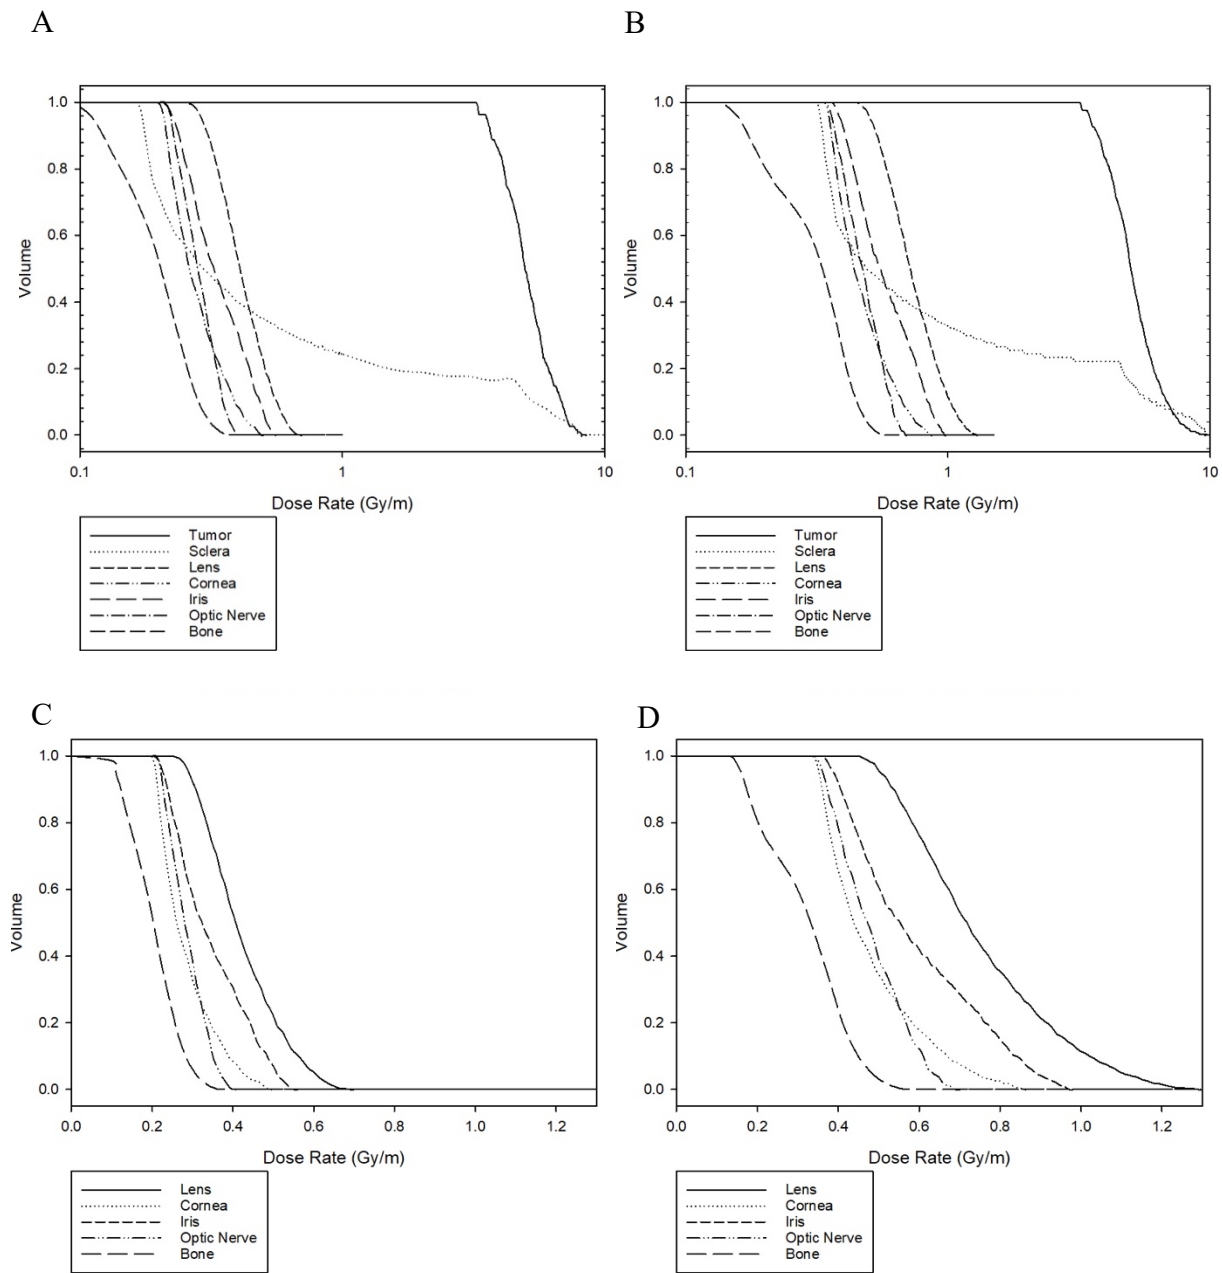 A
B
1.0
0.8
0.6
0.4
0.2
0.0
Volume
0.1
1
10
Dose Rate (Gy/m)
Tumor
Sclera
Lens
Cornea
Iris
Optic Nerve
Bone
1.0
0.8
0.6
0.4
0.2
0.0
Volume
0.1
1
10
Dose Rate (Gy/m)
Tumor
Sclera
Lens
Cornea
Iris
Optic Nerve
Bone
C
D
1.0
0.8
0.6
0.4
0.2
0.0
Volume
0.0 0.2 0.4 0.6 0.8 1.0 1.2
Dose Rate (Gy/m)
Lens
Cornea
Iris
Optic Nerve
Bone
1.0
0.8
0.6
0.4
0.2
0.0
Volume
0.0 0.2 0.4 0.6 0.8 1.0 1.2
Dose Rate (Gy/m)
Lens
Cornea
Iris
Optic Nerve
Bone